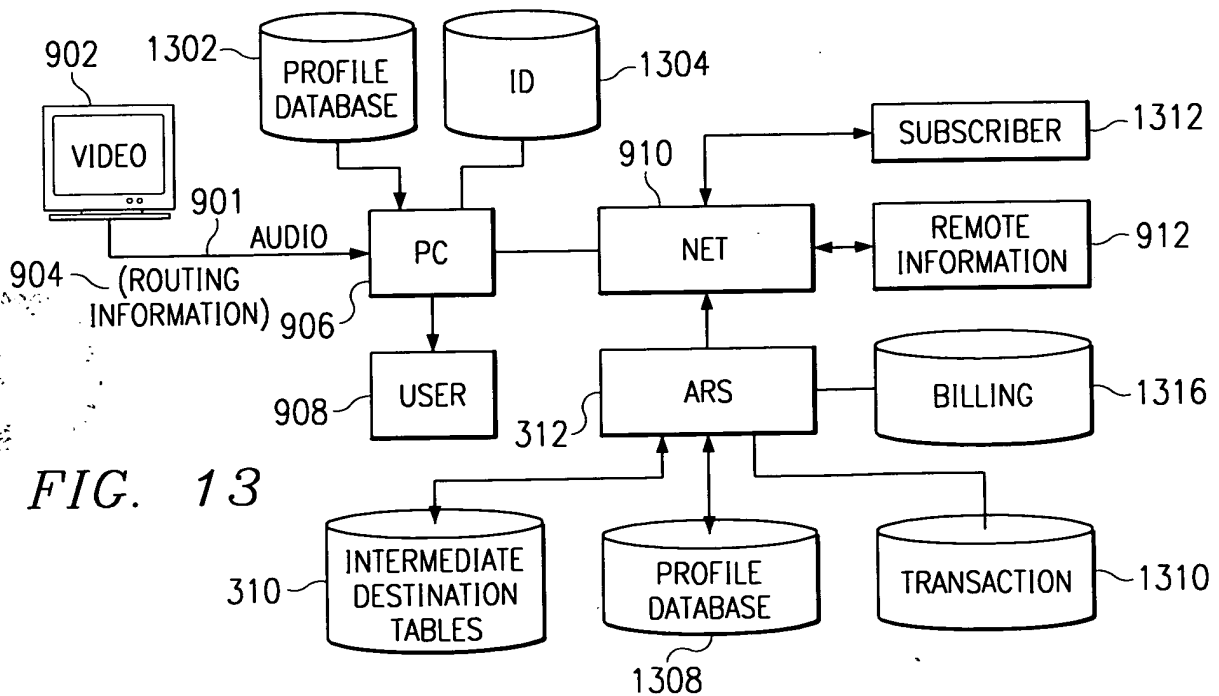 902
1302
PROFILE
DATABASE
ID
1304
VIDEO
SUBSCRIBER
1312
910
901
AUDIO
PC
NET
REMOTE
INFORMATION
912
904
(ROUTING
INFORMATION)
906
USER
908
ARS
312
BILLING
1316
FIG. 13
310
INTERMEDIATE
DESTINATION
TABLES
PROFILE
DATABASE
1308
TRANSACTION
1310